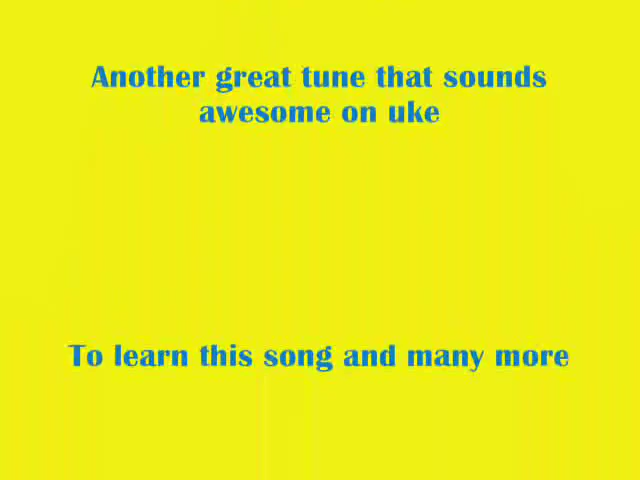 Another great tune that sounds
awesome on uke
To learn this song and many more